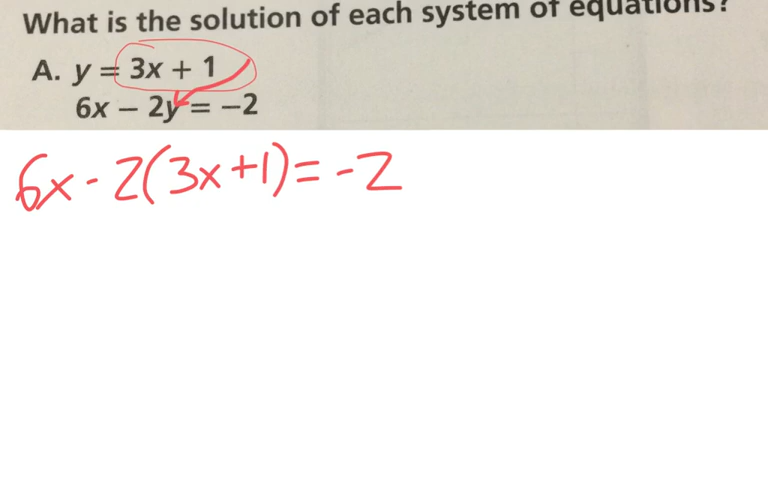 What is the solution of each system of equations?
A. y = 3x + 1
6x − 2y = −2
6x - 2(3x+1) = -2